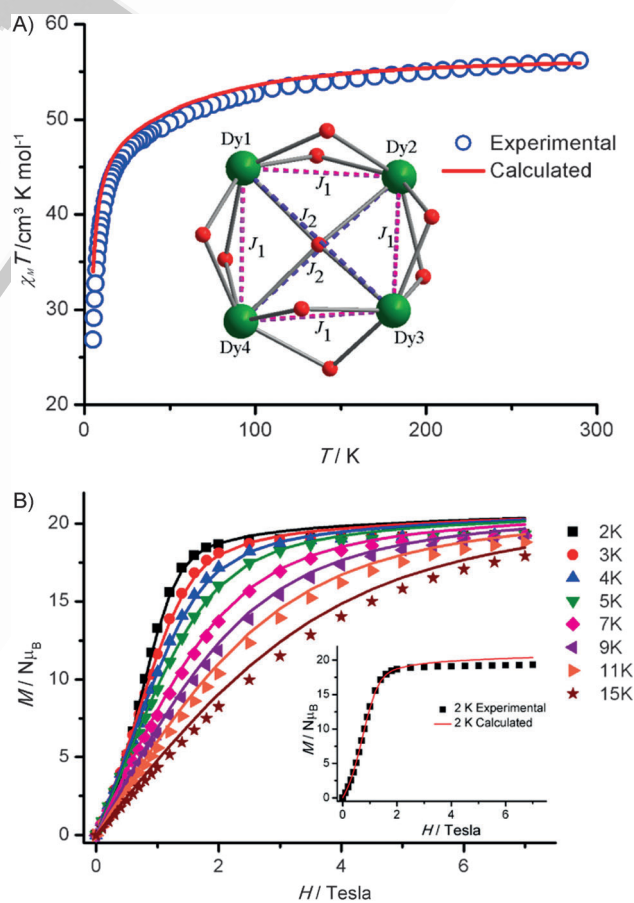 A)
60
50
40
30
20
χMT/cm³ K mol⁻¹
Dy1
Dy2
J1
J2
J1
J1
J2
J1
Dy4
Dy3
Experimental
Calculated
0
100
200
300
T / K
B)
20
15
10
5
0
M / NμB
2K
3K
4K
5K
7K
9K
11K
15K
20
15
10
5
0
M / NμB
2 K Experimental
2 K Calculated
0 2 4 6
H / Tesla
0 2 4 6
H / Tesla